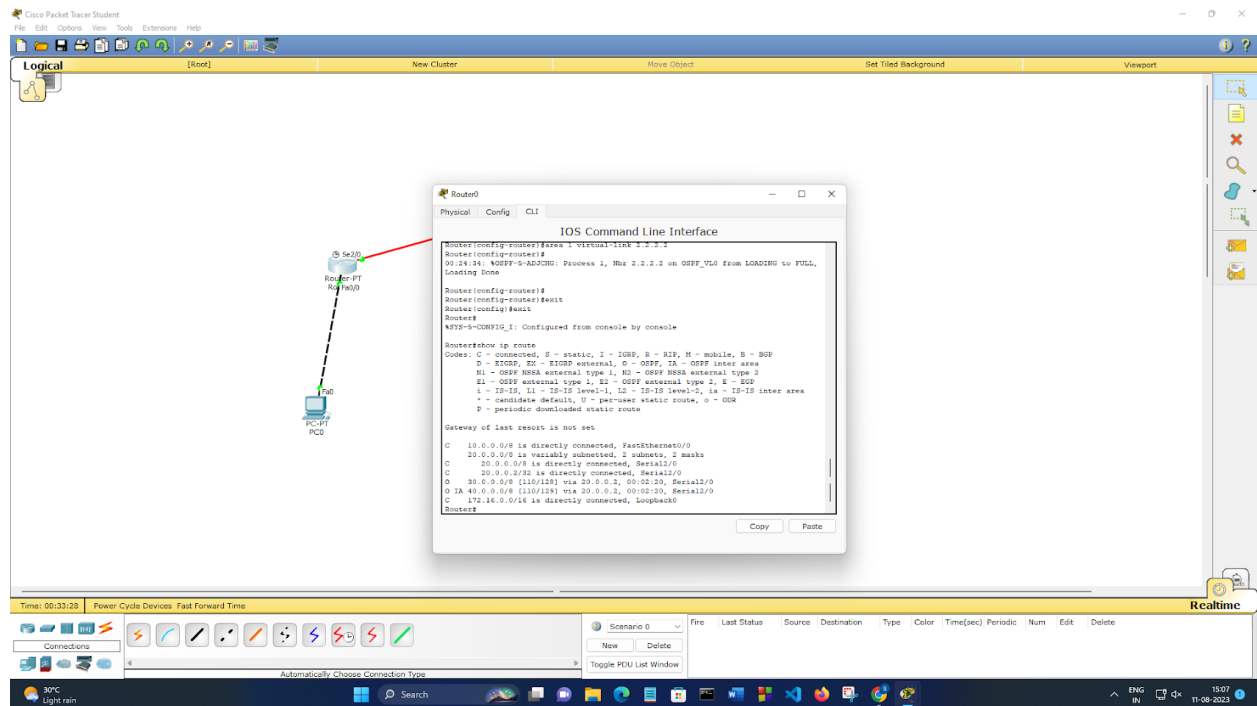 Cisco Packet Tracer Student
File Edit Options View Tools Extensions Help
Logical [Root] New Cluster Move Object Set Tiled Background Viewport
Router0
Physical Config CLI
IOS Command Line Interface
Router(config-router)#area 1 virtual-link 2.2.2.2
Router(config-router)#
00:24:34: %OSPF-5-ADJCHG: Process 1, Nbr 2.2.2.2 on OSPF_VL0 from LOADING to FULL,
Loading Done
Router(config-router)#
Router(config-router)#exit
Router(config)#exit
Router#
%SYS-5-CONFIG_I: Configured from console by console
Router#show ip route
Codes: C - connected, S - static, I - IGRP, R - RIP, M - mobile, B - BGP
D - EIGRP, EX - EIGRP external, O - OSPF, IA - OSPF inter area
N1 - OSPF NSSA external type 1, N2 - OSPF NSSA external type 2
E1 - OSPF external type 1, E2 - OSPF external type 2, E - EGP
i - IS-IS, L1 - IS-IS level-1, L2 - IS-IS level-2, ia - IS-IS inter area
* - candidate default, U - per-user static route, o - ODR
P - periodic downloaded static route
Gateway of last resort is not set
C 10.0.0.0/8 is directly connected, FastEthernet0/0
20.0.0.0/8 is variably subnetted, 2 subnets, 2 masks
C 20.0.0.0/8 is directly connected, Serial2/0
C 20.0.0.2/32 is directly connected, Serial2/0
O 30.0.0.0/8 [110/128] via 20.0.0.2, 00:02:20, Serial2/0
O IA 40.0.0.0/8 [110/129] via 20.0.0.2, 00:02:20, Serial2/0
C 172.16.0.0/16 is directly connected, Loopback0
Router#
Copy Paste
Se2/0
Router-PT
Fa0/0
Fa0
PC-PT
PC0
Time: 00:33:28 Power Cycle Devices Fast Forward Time Realtime
Connections
Automatically Choose Connection Type
Scenario 0
New Delete
Toggle PDU List Window
Fire Last Status Source Destination Type Color Time(sec) Periodic Num Edit Delete
30°C
Light rain
Search
ENG
IN
15:07
11-08-2023